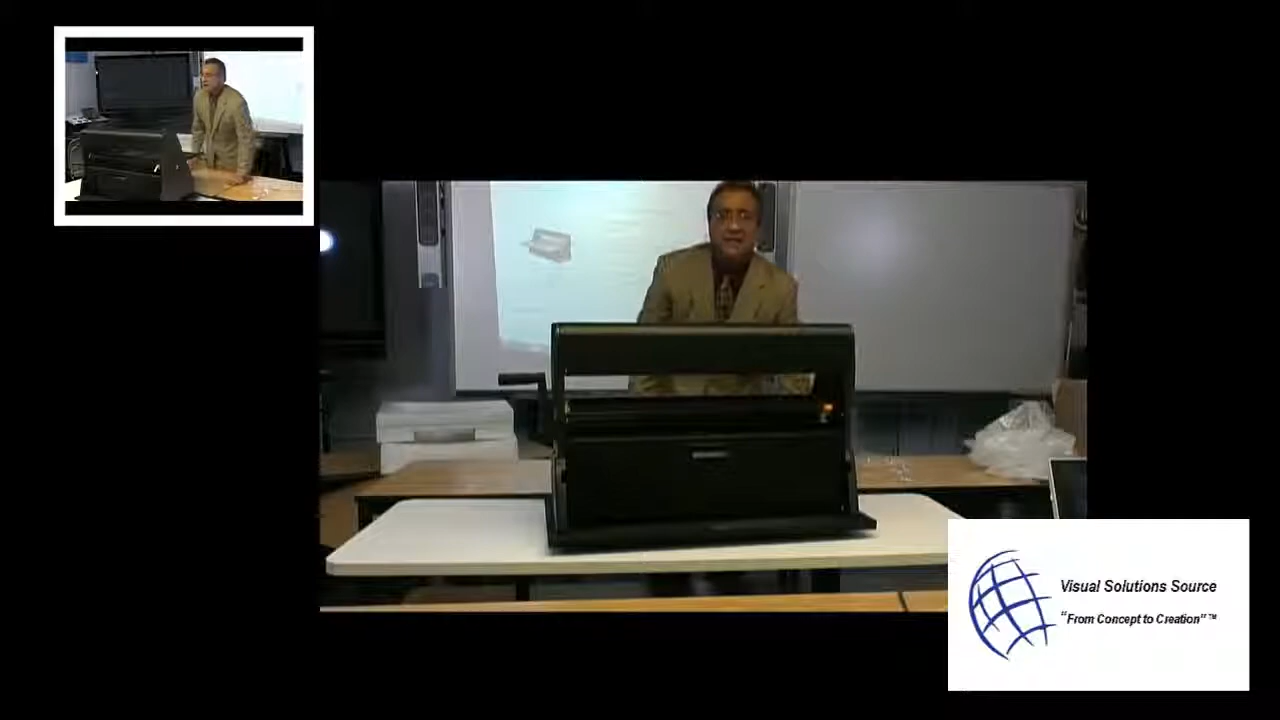 Visual Solutions Source
“From Concept to Creation” ™